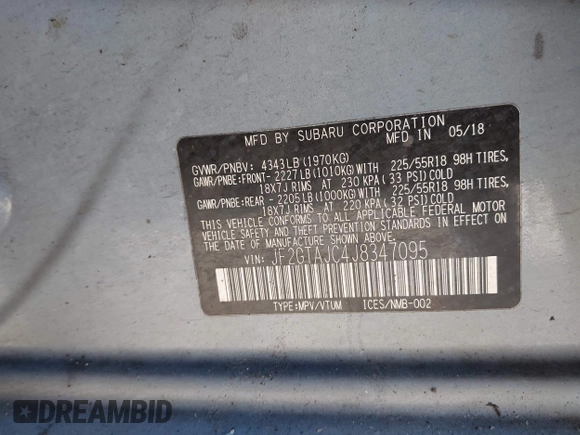 MFD BY SUBARU CORPORATION
MFD IN 05/18
GVWR/PNBV: 4343LB(1970KG)
GAWR/PNBE:FRONT- 2227LB(1010KG)WITH 225/55R18 98H TIRES,
18X7J RIMS AT 230 KPA(33 PSI)COLD
GAWR/PNBE:REAR - 2205LB(1000KG)WITH 225/55R18 98H TIRES,
18X7J RIMS AT 220 KPA(32 PSI)COLD
THIS VEHICLE CONFORMS TO ALL APPLICABLE FEDERAL MOTOR
VEHICLE SAFETY AND THEFT PREVENTION STANDARDS IN EFFECT
ON THE DATE OF MANUFACTURE SHOWN ABOVE.
VIN: JF2GTAJC4J8347095
TYPE:MPV/VTUM ICES/NMB-002
DREAMBID